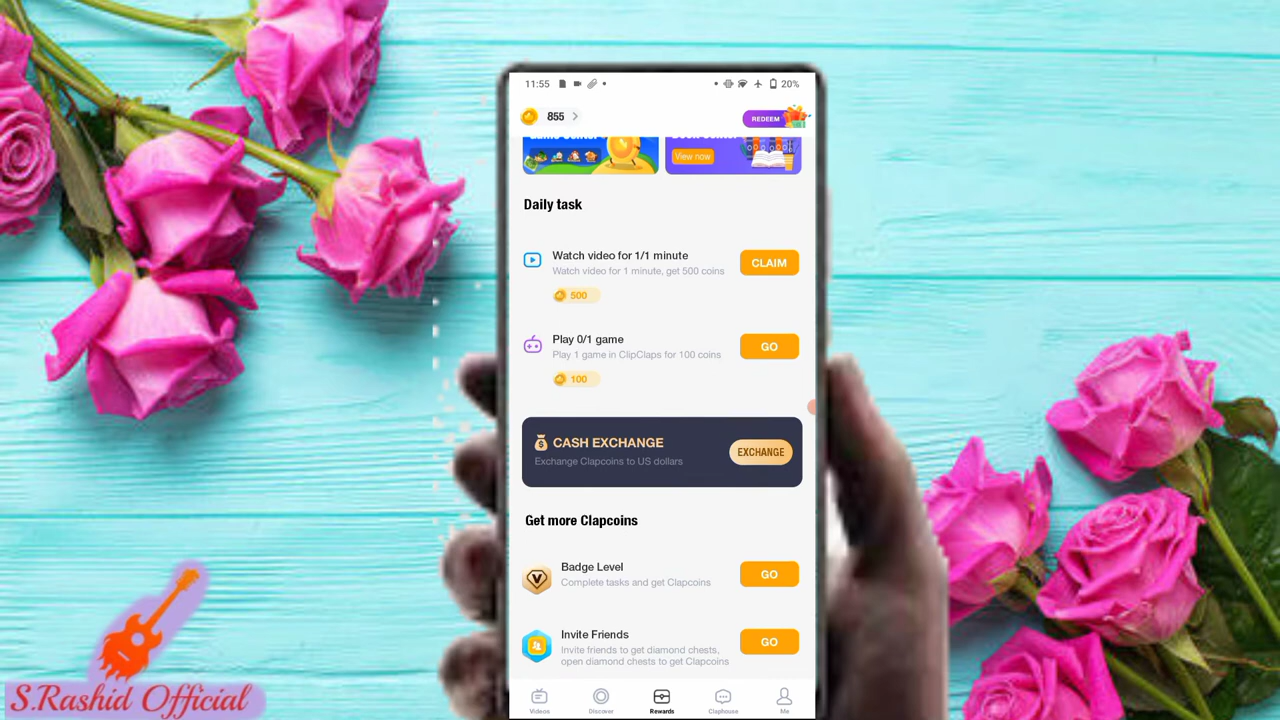 11:55
20%
855
REDEEM
View now
Daily task
Watch video for 1/1 minute
Watch video for 1 minute, get 500 coins
CLAIM
500
Play 0/1 game
Play 1 game in ClipClaps for 100 coins
GO
100
CASH EXCHANGE
Exchange Clapcoins to US dollars
EXCHANGE
Get more Clapcoins
Badge Level
Complete tasks and get Clapcoins
GO
Invite Friends
Invite friends to get diamond chests,
open diamond chests to get Clapcoins
GO
Videos
Discover
Rewards
Claphouse
Me
S.Rashid Official